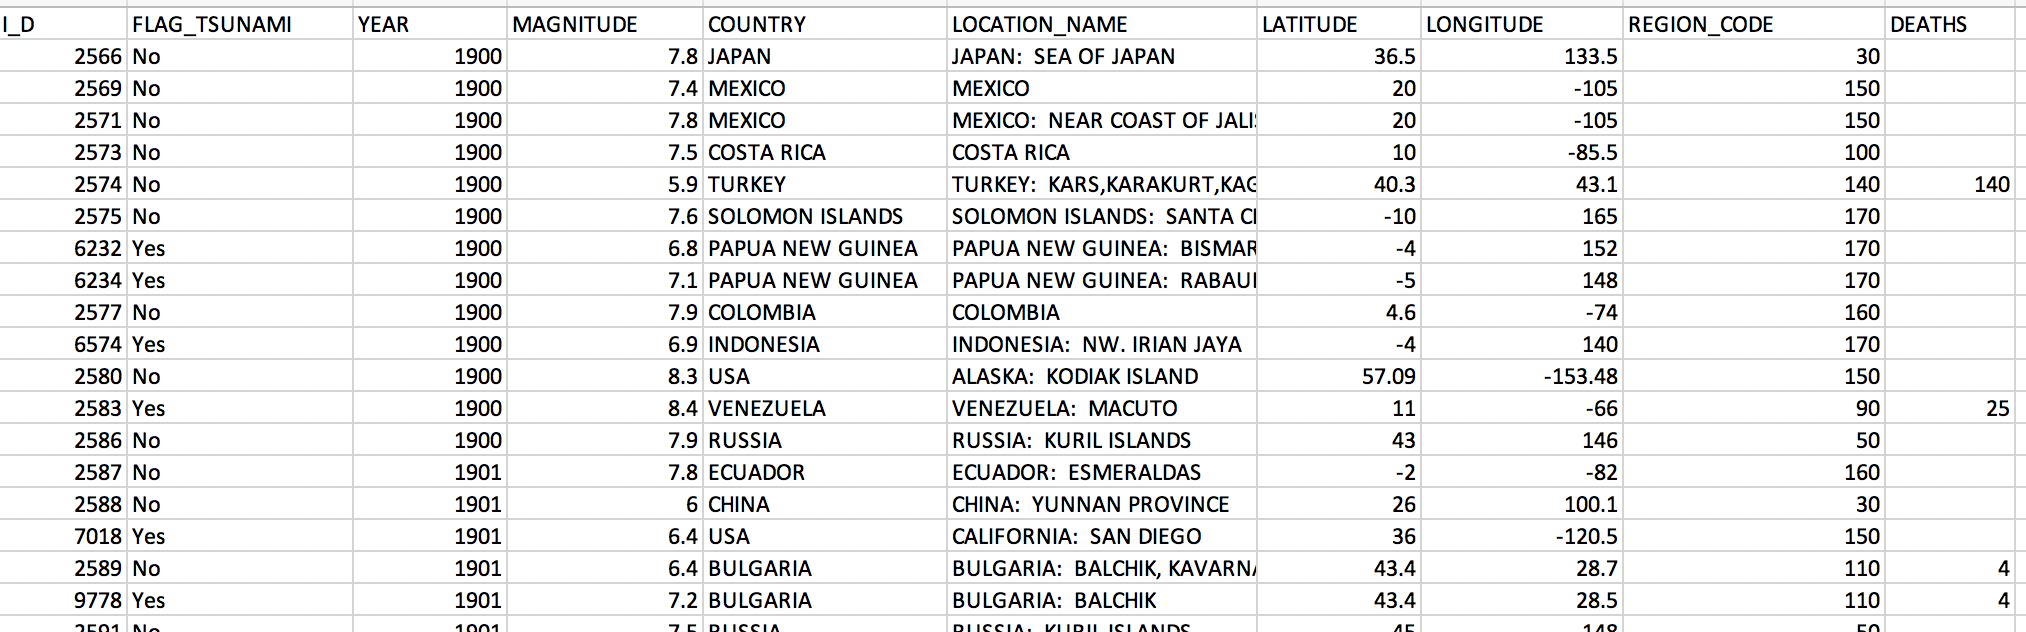 I_D FLAG_TSUNAMI YEAR MAGNITUDE COUNTRY LOCATION_NAME LATITUDE LONGITUDE REGION_CODE DEATHS
2566 No 1900 7.8 JAPAN JAPAN: SEA OF JAPAN 36.5 133.5 30
2569 No 1900 7.4 MEXICO MEXICO 20 -105 150
2571 No 1900 7.8 MEXICO MEXICO: NEAR COAST OF JALI 20 -105 150
2573 No 1900 7.5 COSTA RICA COSTA RICA 10 -85.5 100
2574 No 1900 5.9 TURKEY TURKEY: KARS,KARAKURT,KAG 40.3 43.1 140 140
2575 No 1900 7.6 SOLOMON ISLANDS SOLOMON ISLANDS: SANTA -10 165 170
6232 Yes 1900 6.8 PAPUA NEW GUINEA PAPUA NEW GUINEA: BISMAR -4 152 170
6234 Yes 1900 7.1 PAPUA NEW GUINEA PAPUA NEW GUINEA: RABAU -5 148 170
2577 No 1900 7.9 COLOMBIA COLOMBIA 4.6 -74 160
6574 Yes 1900 6.9 INDONESIA INDONESIA: NW. IRIAN JAYA -4 140 170
2580 No 1900 8.3 USA ALASKA: KODIAK ISLAND 57.09 -153.48 150
2583 Yes 1900 8.4 VENEZUELA VENEZUELA: MACUTO 11 -66 90 25
2586 No 1900 7.9 RUSSIA RUSSIA: KURIL ISLANDS 43 146 50
2587 No 1901 7.8 ECUADOR ECUADOR: ESMERALDAS -2 -82 160
2588 No 1901 6 CHINA CHINA: YUNNAN PROVINCE 26 100.1 30
7018 Yes 1901 6.4 USA CALIFORNIA: SAN DIEGO 36 -120.5 150
2589 No 1901 6.4 BULGARIA BULGARIA: BALCHIK, KAVARN 43.4 28.7 110 4
9778 Yes 1901 7.2 BULGARIA BULGARIA: BALCHIK 43.4 28.5 110 4
2591 No 1901 7.5 RUSSIA RUSSIA: KURIL ISLANDS 45 148 50